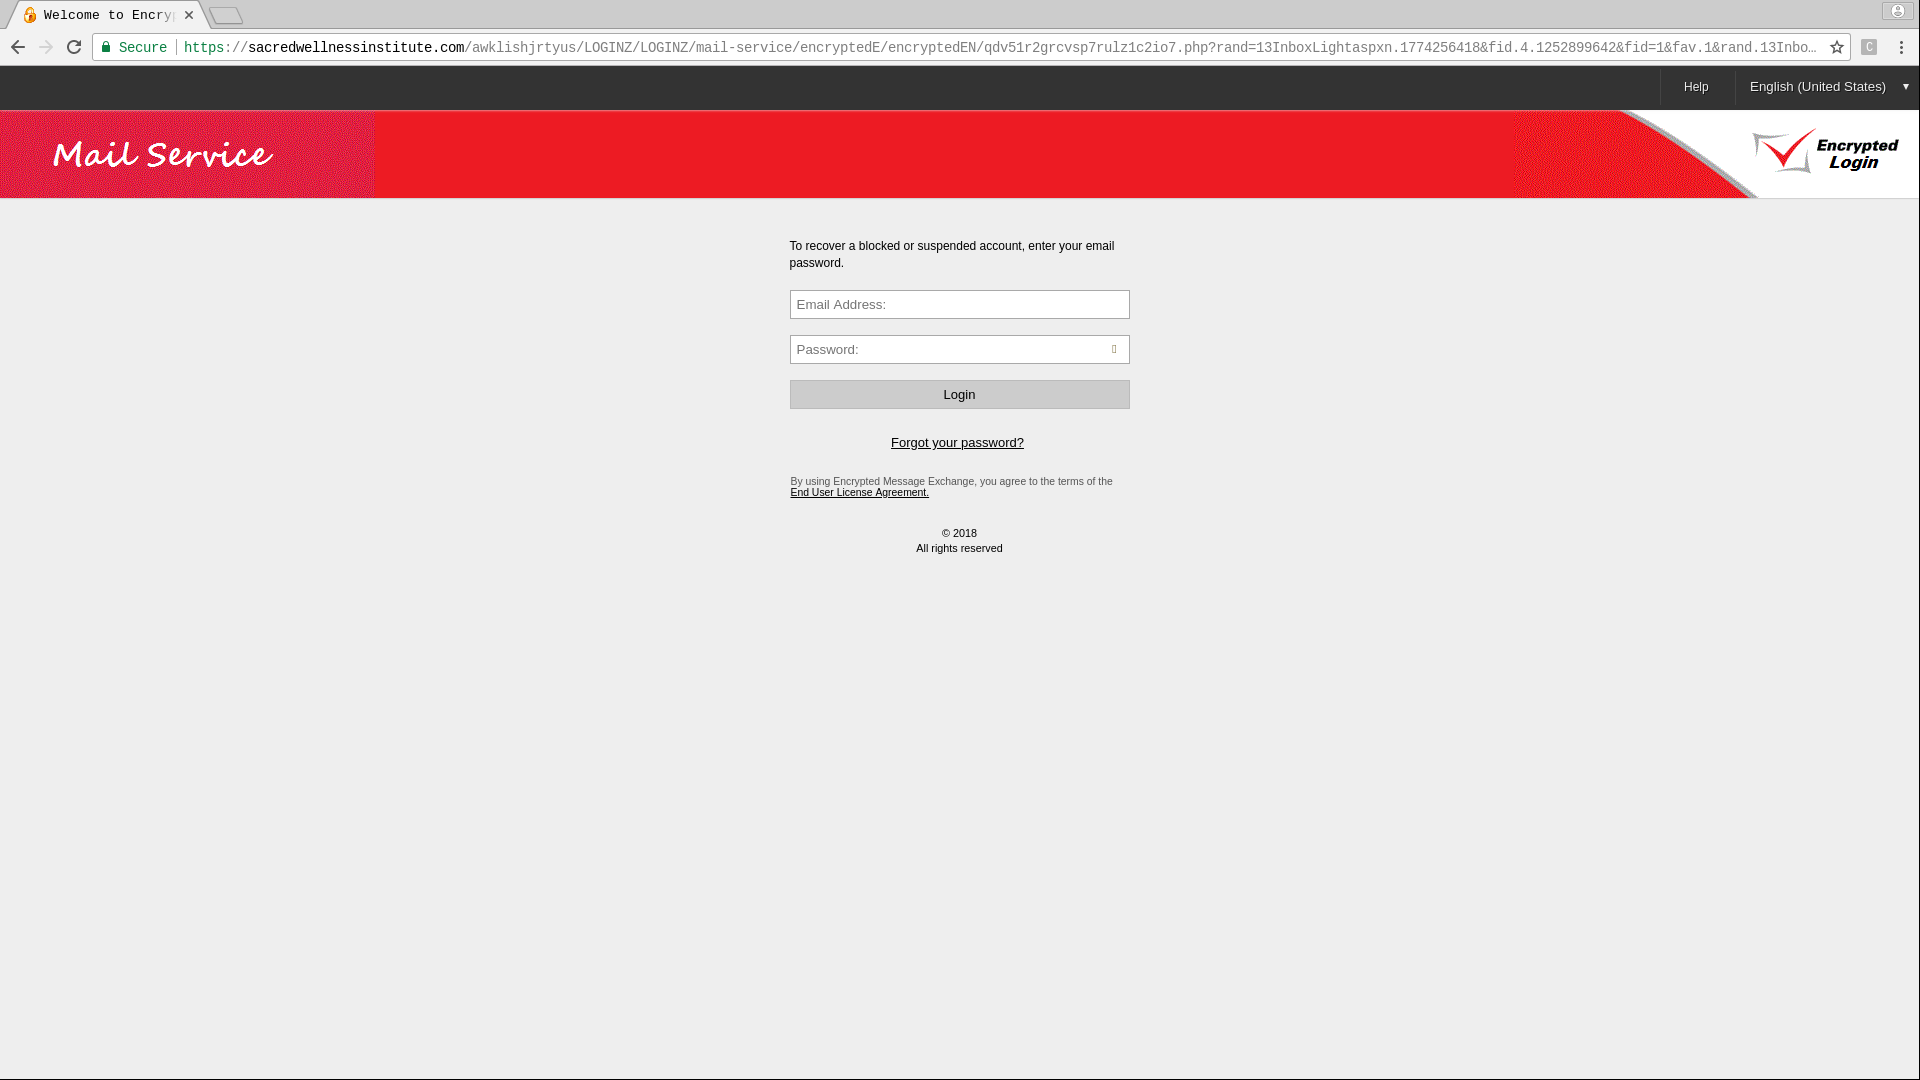 Welcome to Encryp
Secure https://sacredwellnessinstitute.com/awklishjrtyus/LOGINZ/LOGINZ/mail-service/encryptedE/encryptedEN/qdv51r2grcvsp7rulz1c2io7.php?rand=13InboxLightaspxn.1774256418&fid.4.1252899642&fid=1&fav.1&rand.13Inbo…
C
Help English (United States)
Mail Service
Encrypted
Login
To recover a blocked or suspended account, enter your email
password.
Email Address:
Password:
Login
Forgot your password?
By using Encrypted Message Exchange, you agree to the terms of the
End User License Agreement.
© 2018
All rights reserved